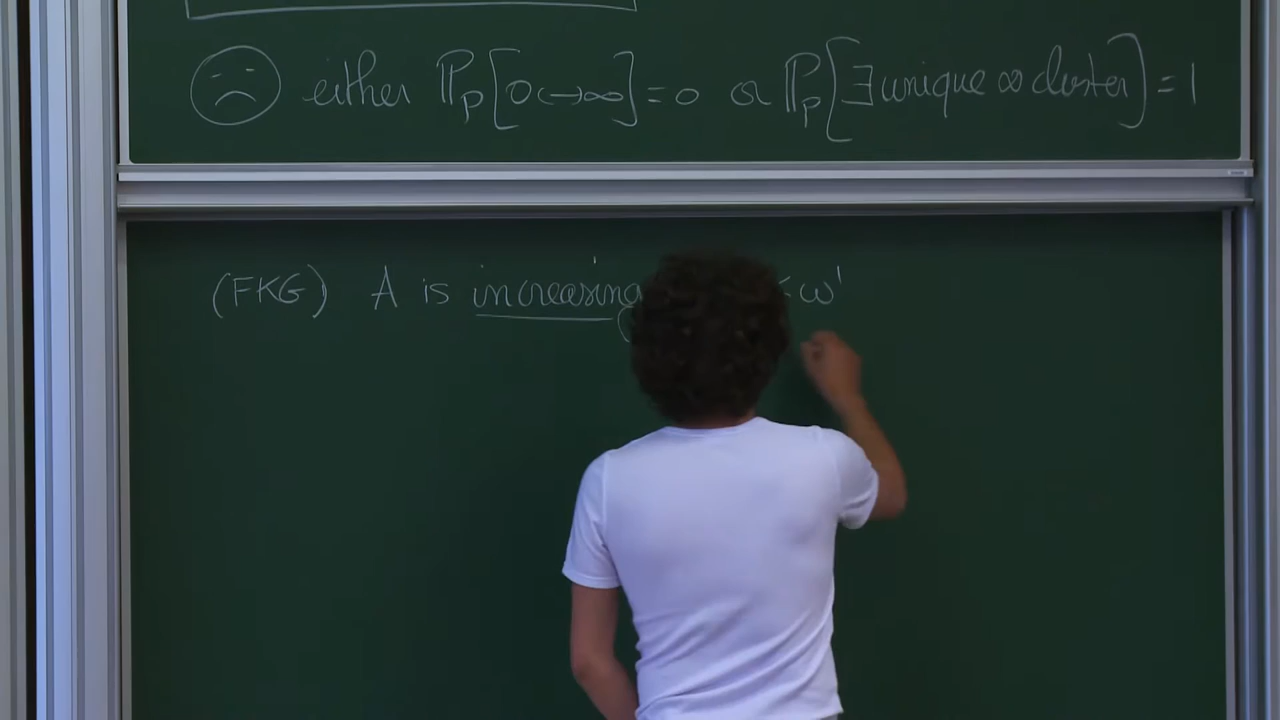 either ℙₚ[0↔∞]=0 or ℙₚ[∃ unique ∞ cluster]=1
(FKG) A is increasing ω'